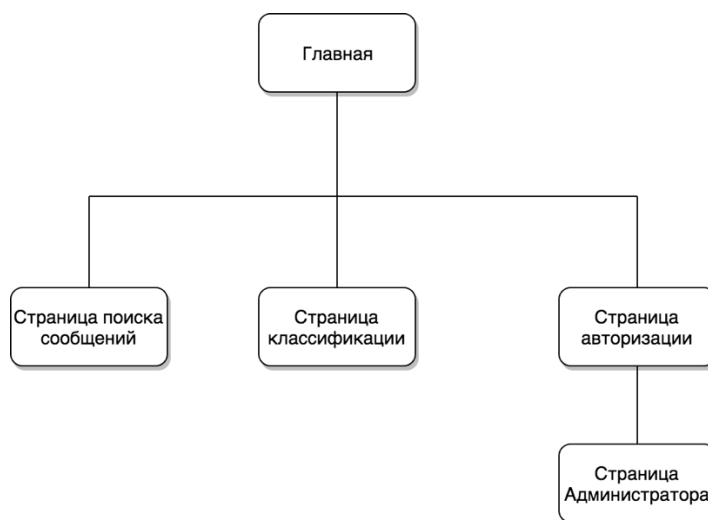 Главная
Страница поиска
сообщений
Страница
классификации
Страница
авторизации
Страница
Администратора